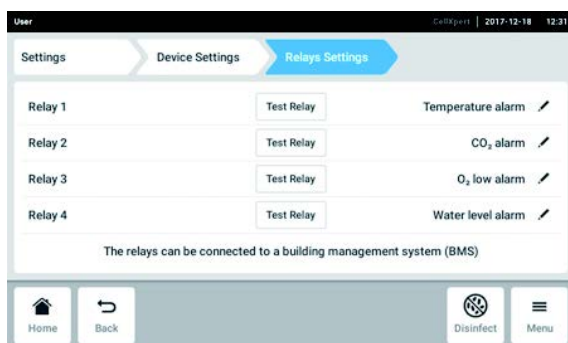 User CellXpert | 2017-12-18 12:31
Settings Device Settings Relays Settings
Relay 1 Test Relay Temperature alarm
Relay 2 Test Relay CO₂ alarm
Relay 3 Test Relay O₂ low alarm
Relay 4 Test Relay Water level alarm
The relays can be connected to a building management system (BMS)
Home Back Disinfect Menu